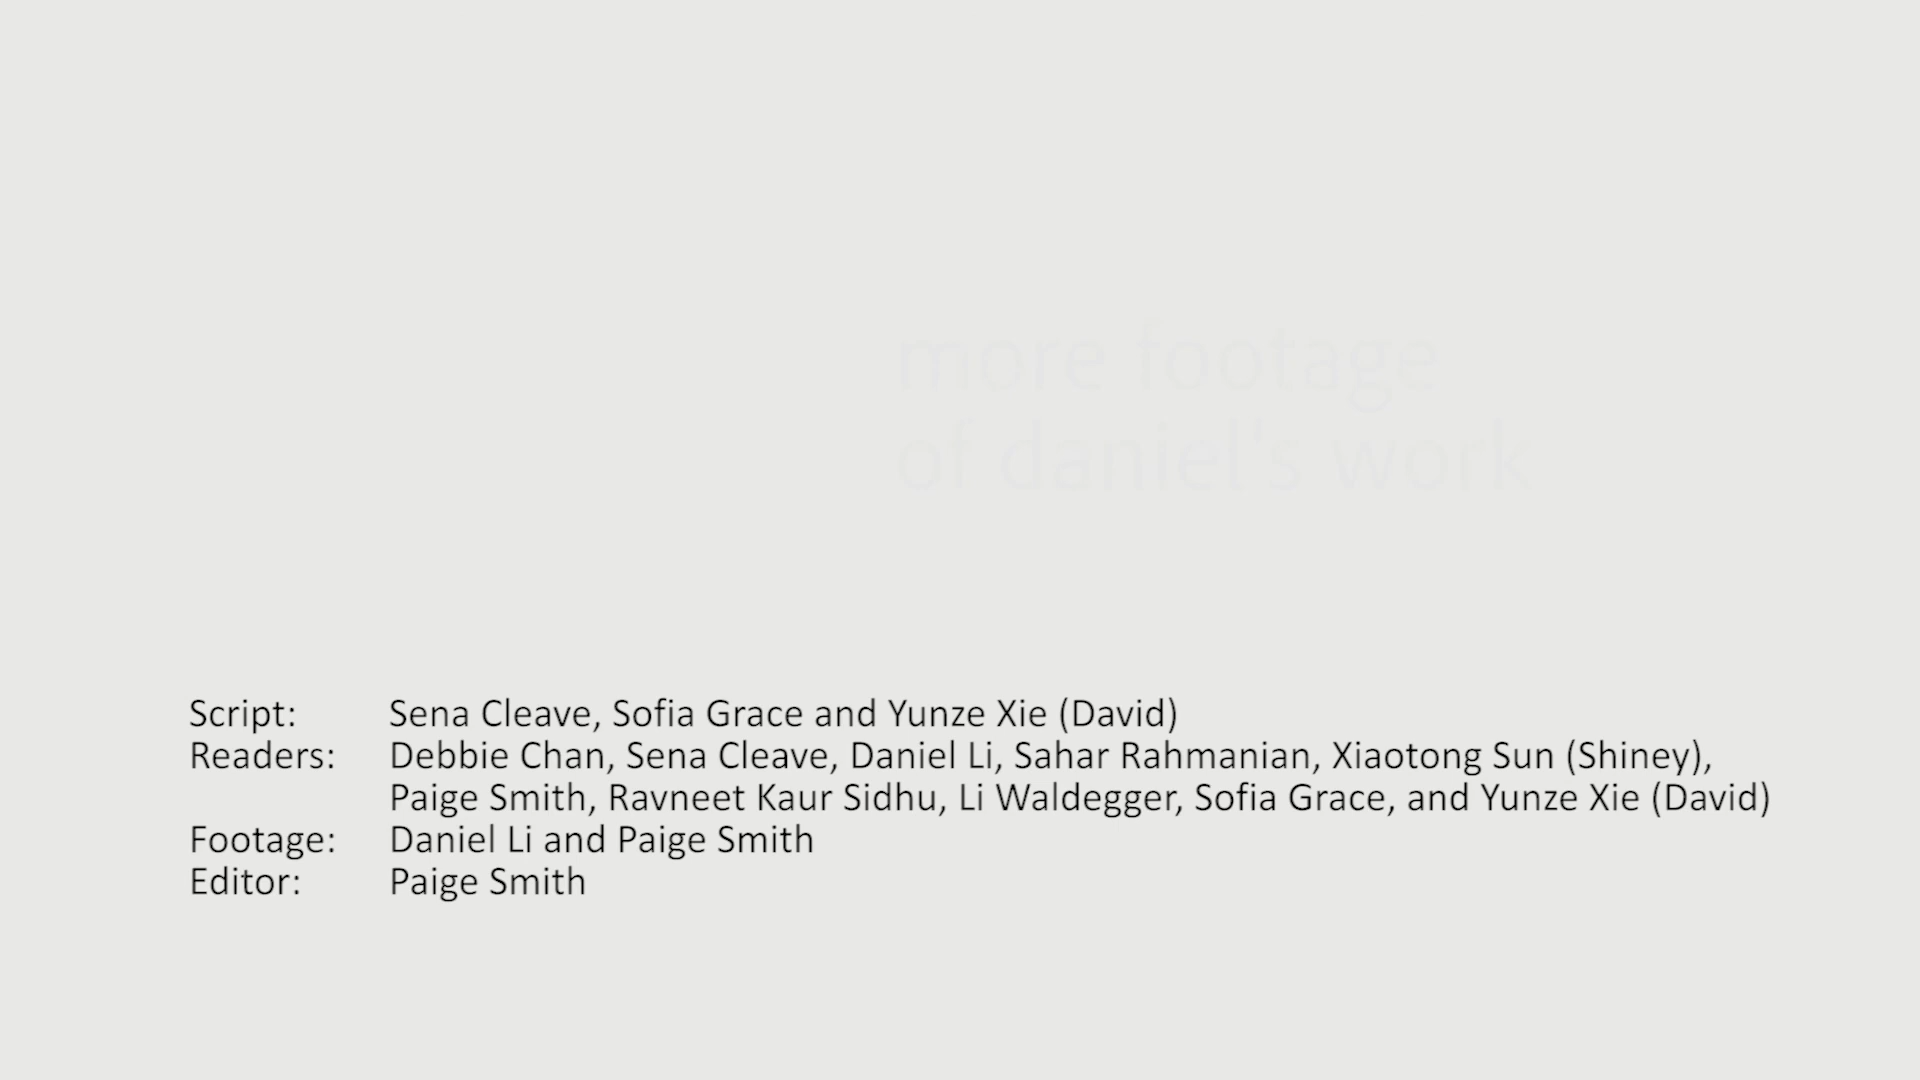 more footage
of daniel's work
Script: Sena Cleave, Sofia Grace and Yunze Xie (David)
Readers: Debbie Chan, Sena Cleave, Daniel Li, Sahar Rahmanian, Xiaotong Sun (Shiney),
Paige Smith, Ravneet Kaur Sidhu, Li Waldegger, Sofia Grace, and Yunze Xie (David)
Footage: Daniel Li and Paige Smith
Editor: Paige Smith